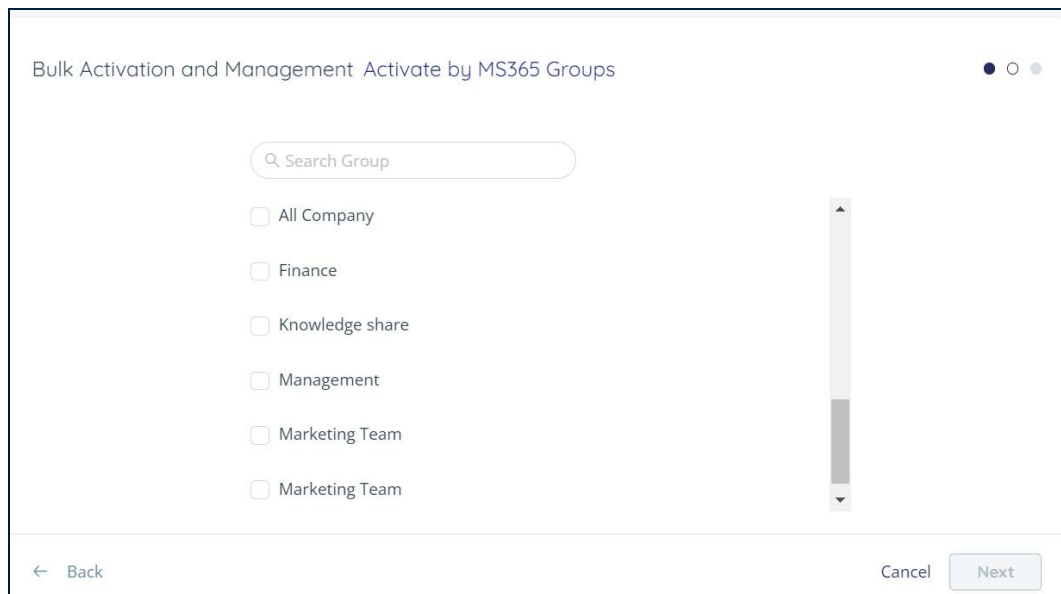 Bulk Activation and Management Activate by MS365 Groups
Search Group
All Company
Finance
Knowledge share
Management
Marketing Team
Marketing Team
Back
Cancel
Next